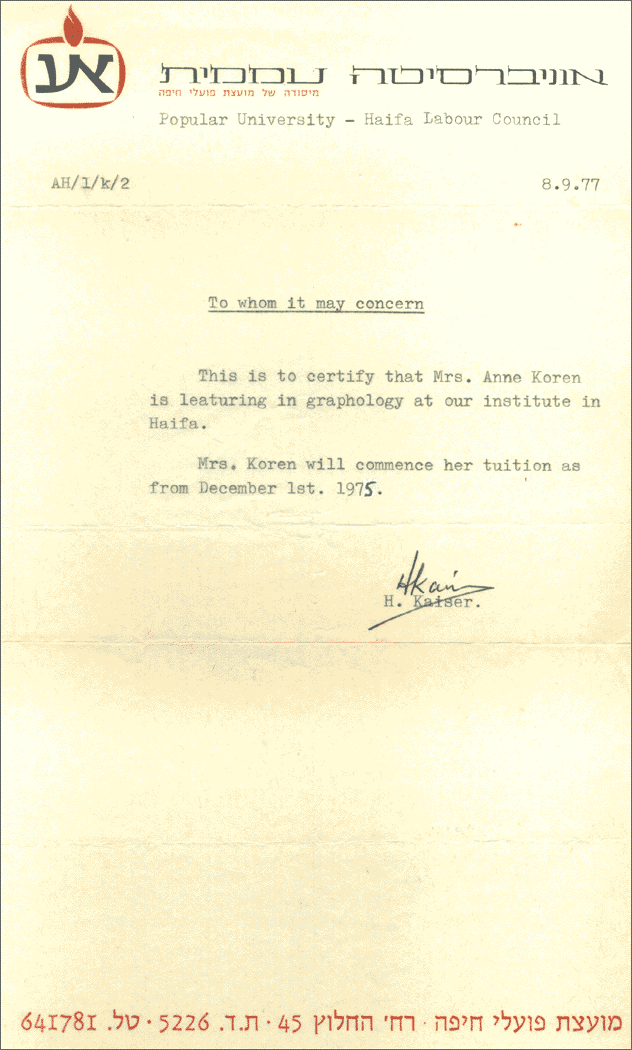 אע
אוניברסיטה עממית
מיסודה של מועצת פועלי חיפה
Popular University - Haifa Labour Council
AH/1/k/2 8.9.77
To whom it may concern
This is to certify that Mrs. Anne Koren
is leaturing in graphology at our institute in
Haifa.
Mrs. Koren will commence her tuition as
from December 1st. 1975.
HKais
H. Kaiser.
מועצת פועלי חיפה · רח' החלוץ 45 · ת.ד. 5226 · טל. 641781